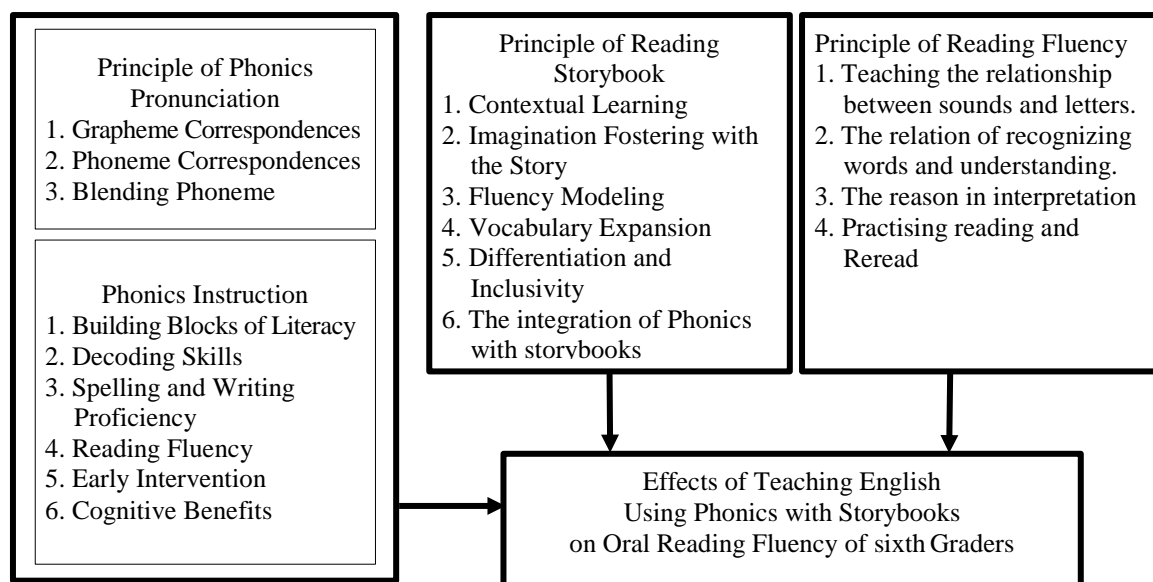 Principle of Phonics
Pronunciation
1. Grapheme Correspondences
2. Phoneme Correspondences
3. Blending Phoneme
Phonics Instruction
1. Building Blocks of Literacy
2. Decoding Skills
3. Spelling and Writing
Proficiency
4. Reading Fluency
5. Early Intervention
6. Cognitive Benefits
Principle of Reading
Storybook
1. Contextual Learning
2. Imagination Fostering with
the Story
3. Fluency Modeling
4. Vocabulary Expansion
5. Differentiation and
Inclusivity
6. The integration of Phonics
with storybooks
Principle of Reading Fluency
1. Teaching the relationship
between sounds and letters.
2. The relation of recognizing
words and understanding.
3. The reason in interpretation
4. Practising reading and
Reread
Effects of Teaching English
Using Phonics with Storybooks
on Oral Reading Fluency of sixth Graders